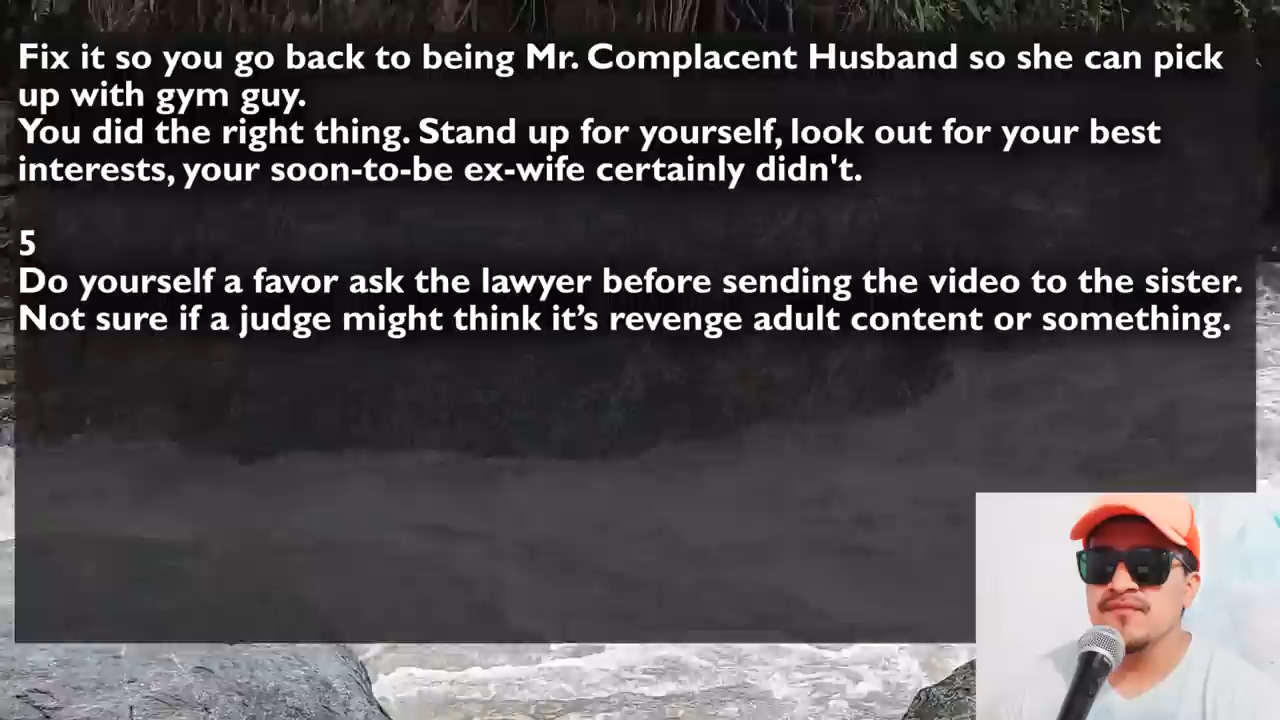 Fix it so you go back to being Mr. Complacent Husband so she can pick
up with gym guy.
You did the right thing. Stand up for yourself, look out for your best
interests, your soon-to-be ex-wife certainly didn't.
5
Do yourself a favor ask the lawyer before sending the video to the sister.
Not sure if a judge might think it’s revenge adult content or something.